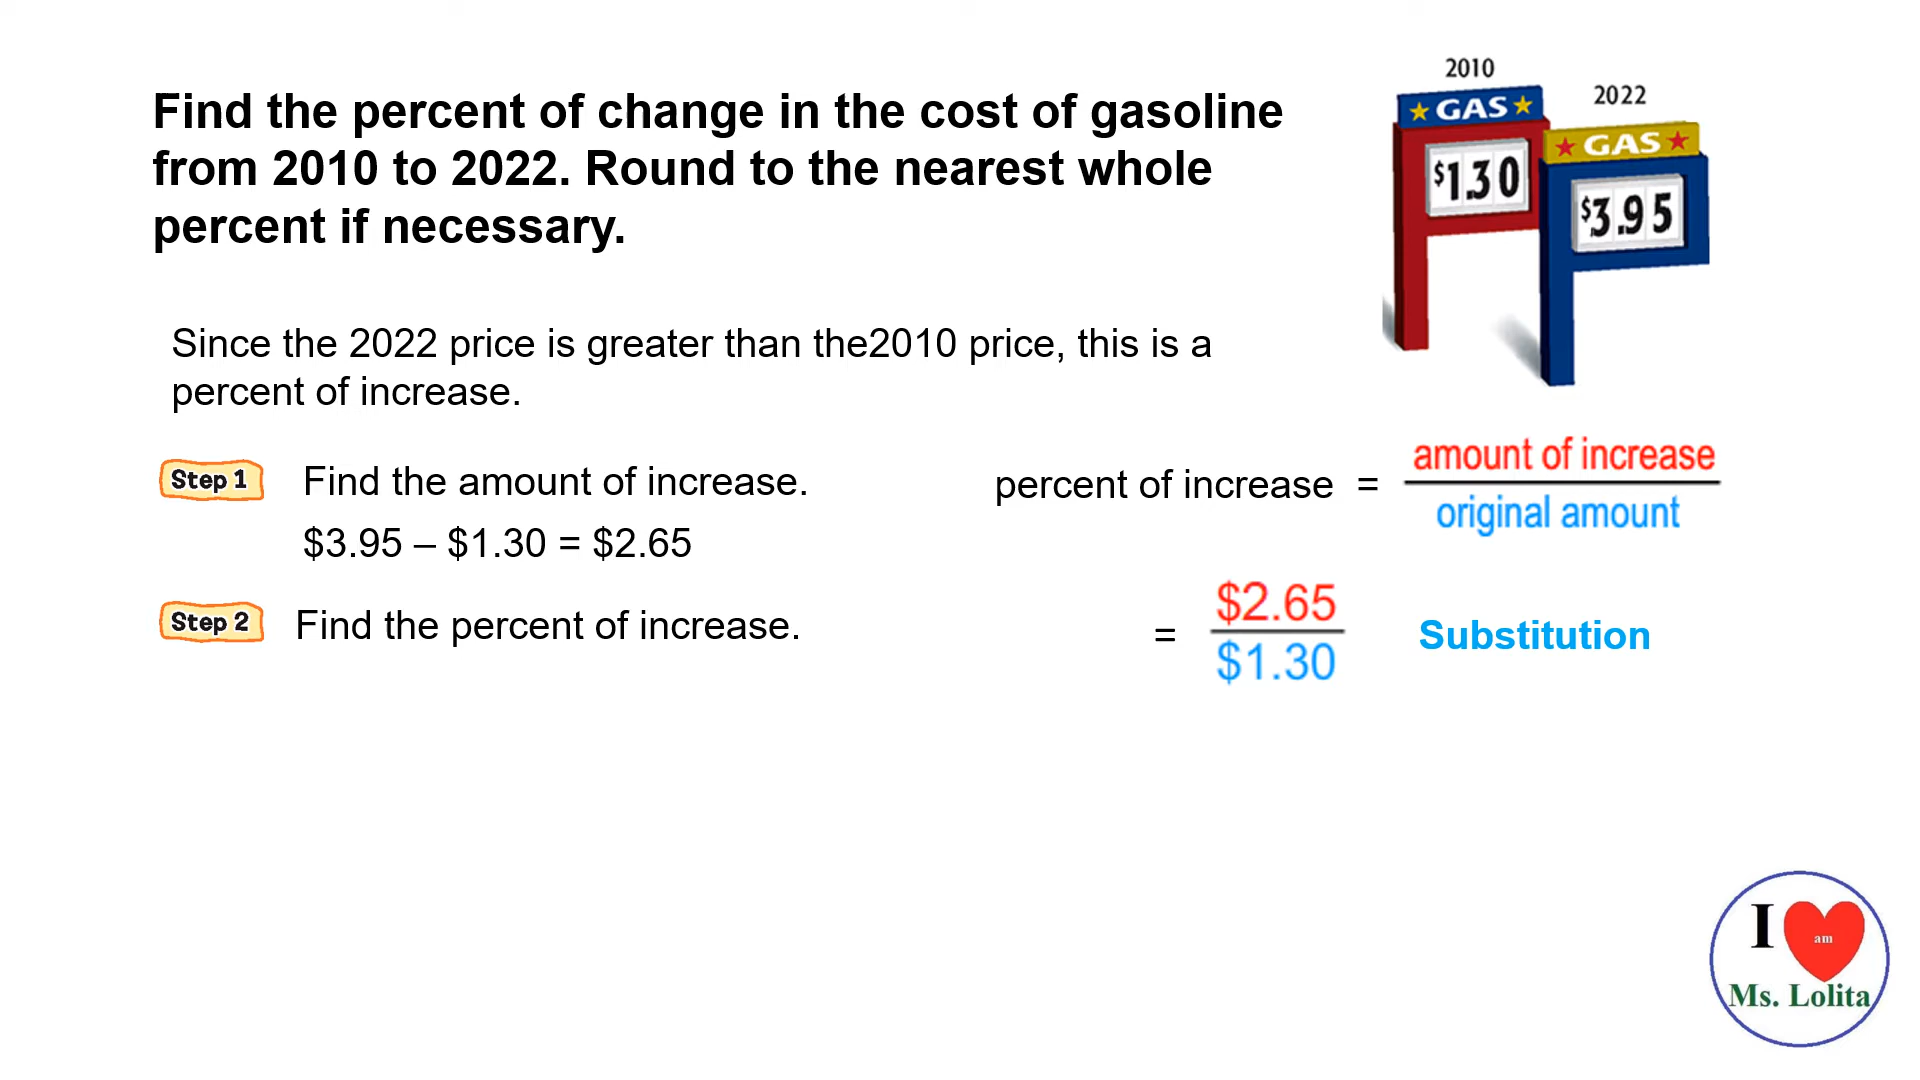 2010
2022
★ GAS ★
★ GAS ★
$1.30
$3.95
Find the percent of change in the cost of gasoline
from 2010 to 2022. Round to the nearest whole
percent if necessary.
Since the 2022 price is greater than the2010 price, this is a
percent of increase.
Step 1 Find the amount of increase.
$3.95 – $1.30 = $2.65
percent of increase = amount of increase
original amount
Step 2 Find the percent of increase.
= $2.65
$1.30
Substitution
I am
Ms. Lolita